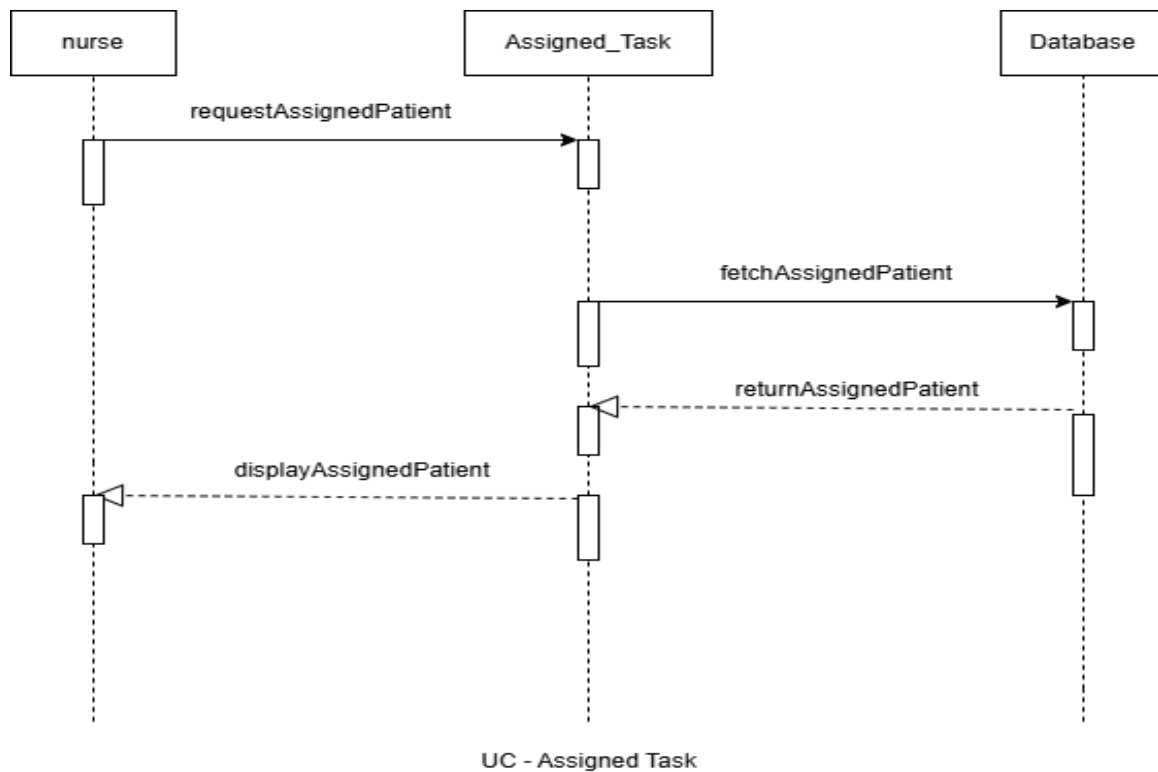 nurse
Assigned_Task
Database
requestAssignedPatient
fetchAssignedPatient
returnAssignedPatient
displayAssignedPatient
UC - Assigned Task